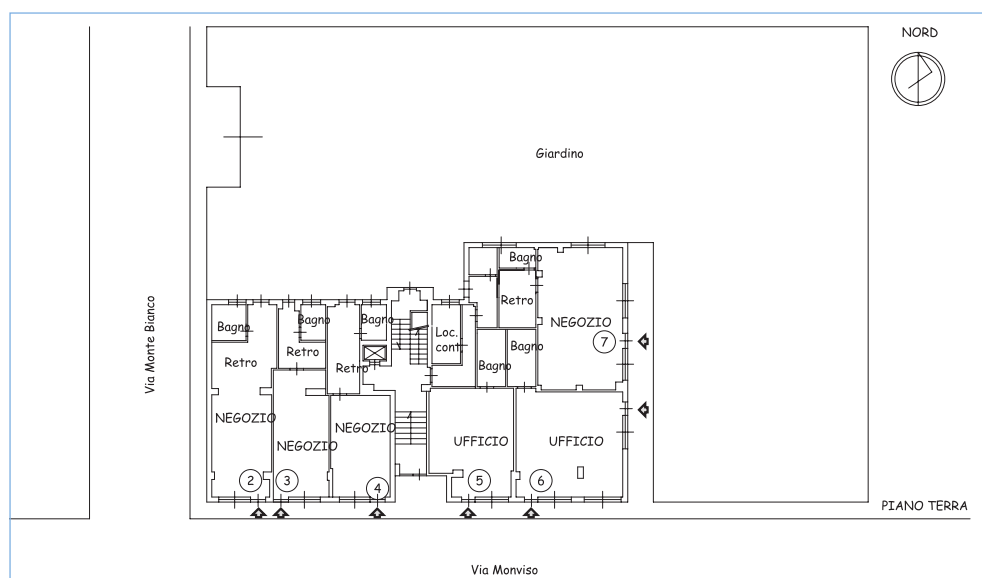 NORD
Giardino
Via Monte Bianco
Bagno
Retro
NEGOZIO
2
Bagno
Retro
NEGOZIO
3
Bagno
Retro
NEGOZIO
4
Loc.
cont.
Bagno
UFFICIO
5
Bagno
UFFICIO
6
Bagno
Retro
NEGOZIO
7
PIANO TERRA
Via Monviso